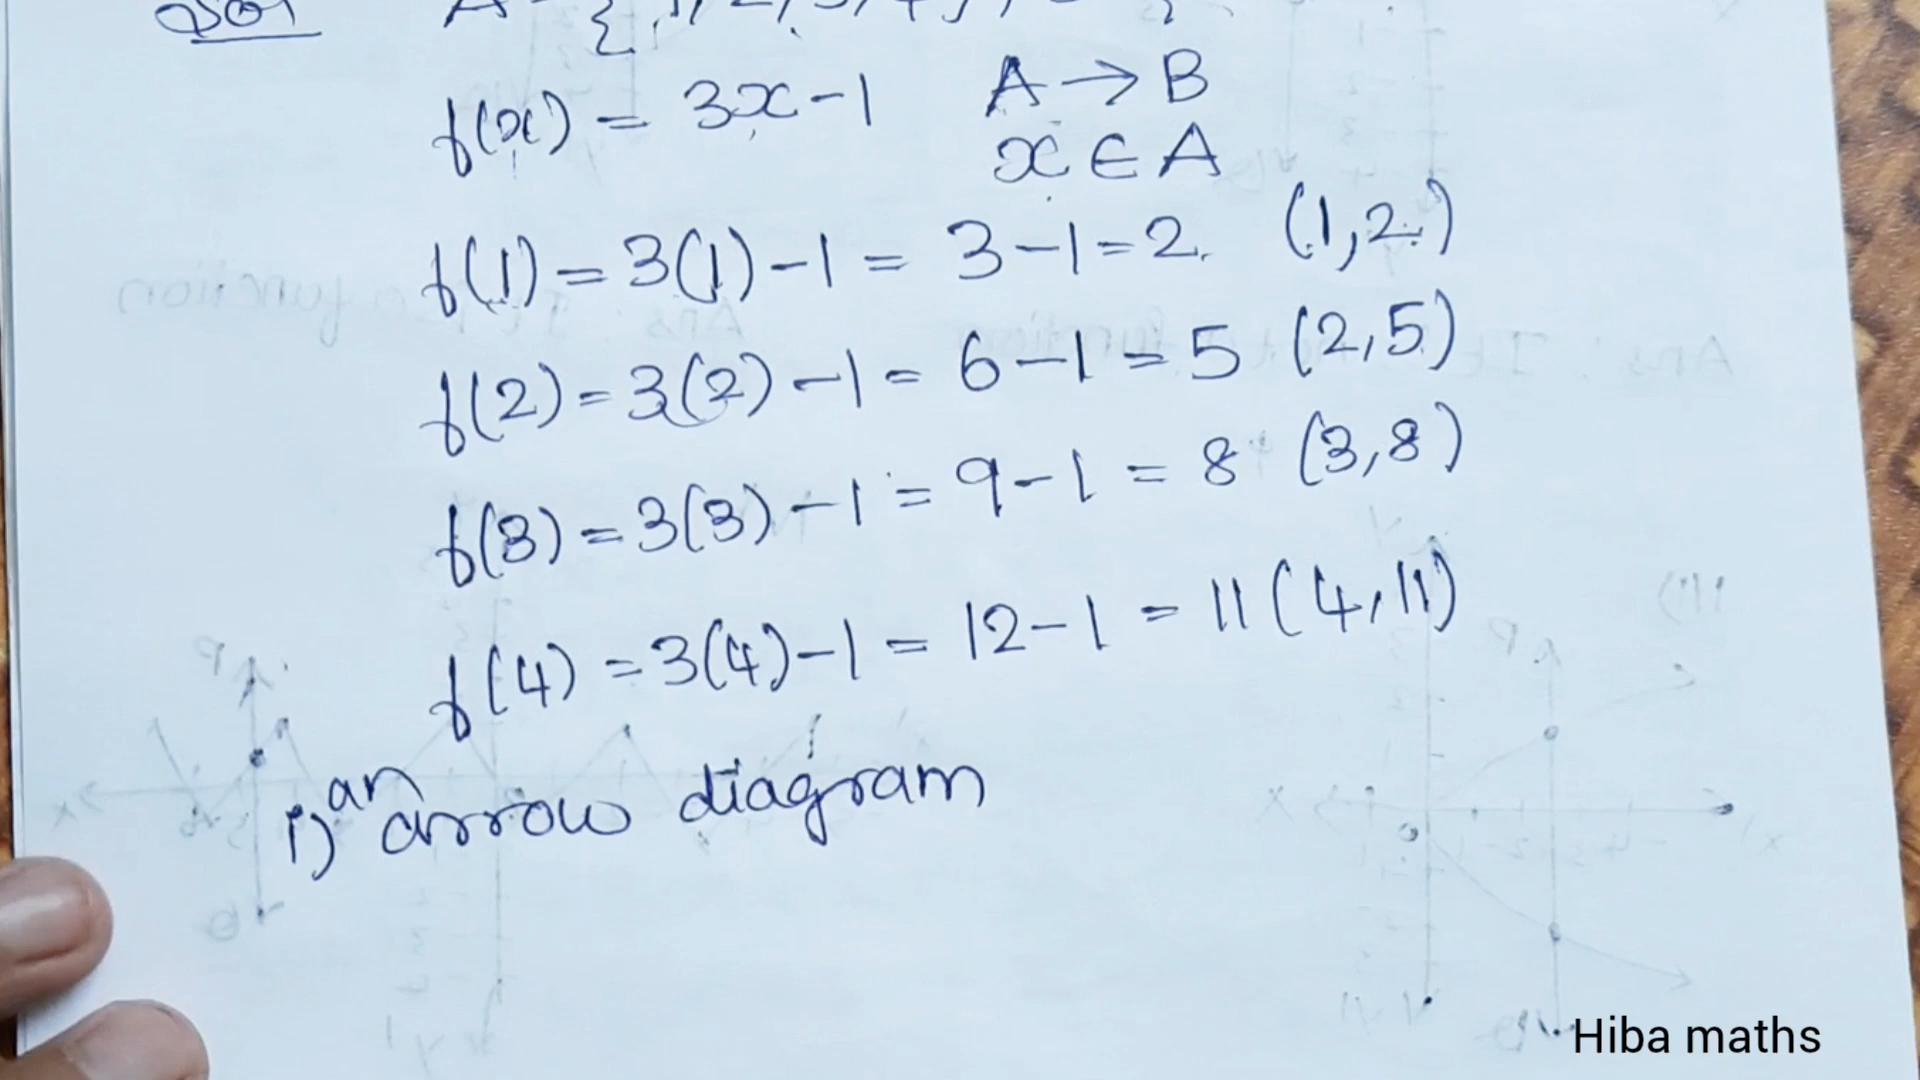 f(x) = 3x-1 A → B
x ∈ A
f(1) = 3(1)-1 = 3-1 = 2. (1,2)
f(2) = 3(2)-1 = 6-1 = 5 (2,5)
f(3) = 3(3)-1 = 9-1 = 8 (3,8)
f(4) = 3(4)-1 = 12-1 = 11 (4,11)
i) an arrow diagram
Hiba maths